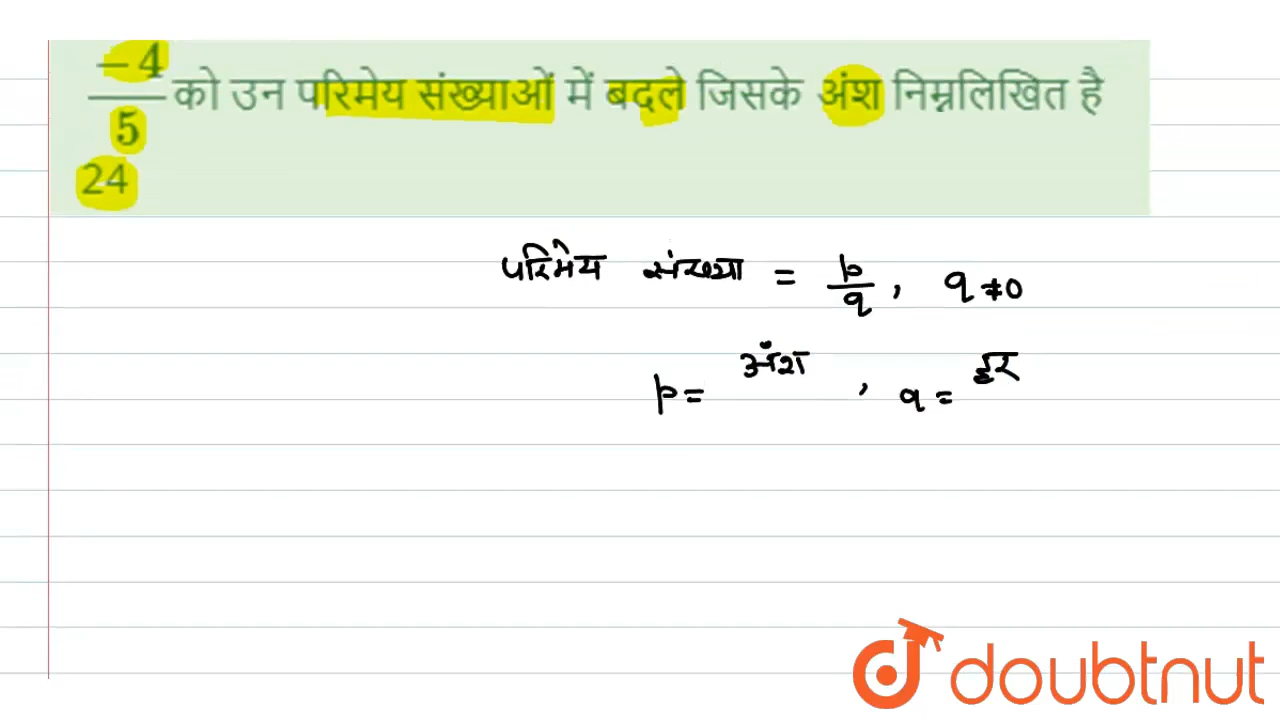 -4
5
को उन परिमेय संख्याओं में बदले जिसके अंश निम्नलिखित है
24
परिमेय संख्या = p/q, q≠0
p = अंश, q = हर
doubtnut